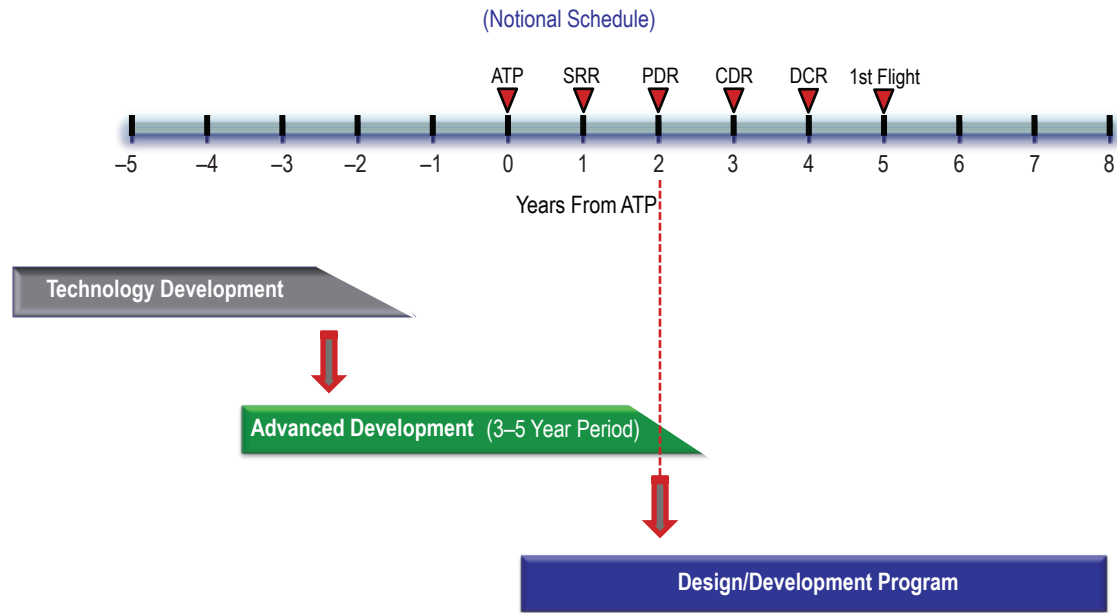 (Notional Schedule)
ATP SRR PDR CDR DCR 1st Flight
–5 –4 –3 –2 –1 0 1 2 3 4 5 6 7 8
Years From ATP
Technology Development
Advanced Development (3–5 Year Period)
Design/Development Program